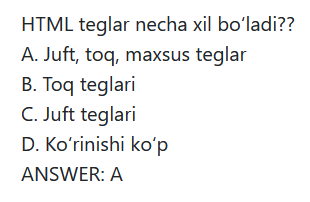 HTML teglar necha xil bo‘ladi??
A. Juft, toq, maxsus teglar
B. Toq teglari
C. Juft teglari
D. Ko‘rinishi ko‘p
ANSWER: A